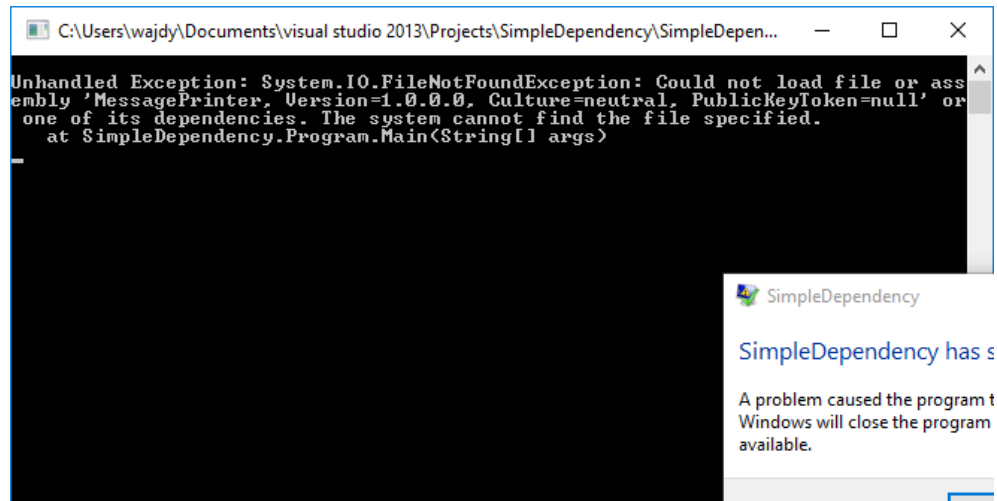 C:\Users\wajdy\Documents\visual studio 2013\Projects\SimpleDependency\SimpleDepen...
Unhandled Exception: System.IO.FileNotFoundException: Could not load file or ass
embly 'MessagePrinter, Version=1.0.0.0, Culture=neutral, PublicKeyToken=null' or
one of its dependencies. The system cannot find the file specified.
at SimpleDependency.Program.Main(String[] args)
SimpleDependency
SimpleDependency has s
A problem caused the program t
Windows will close the program
available.